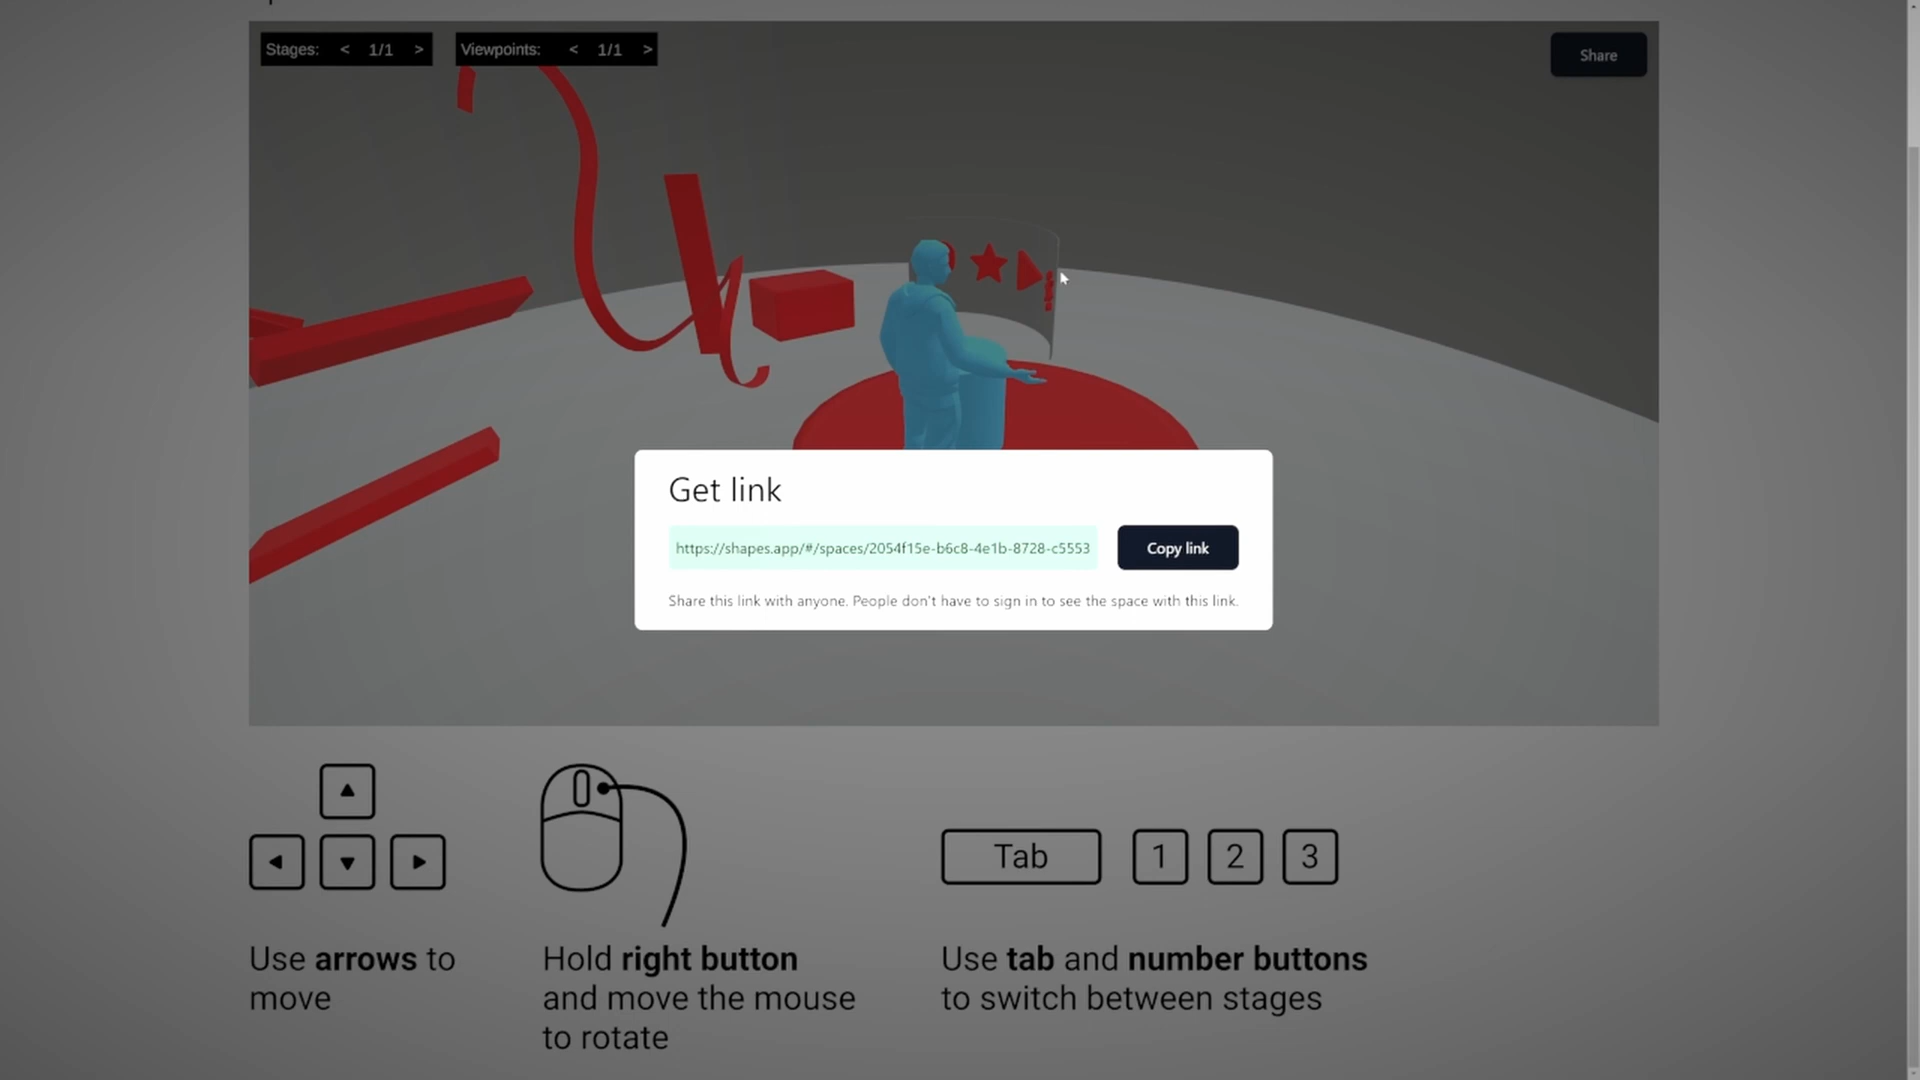 Stages: < 1/1 > Viewpoints: < 1/1 > Share
Get link
https://shapes.app/#/spaces/2054f15e-b6c8-4e1b-8728-c5553 Copy link
Share this link with anyone. People don't have to sign in to see the space with this link.
Tab 1 2 3
Use arrows to
move
Hold right button
and move the mouse
to rotate
Use tab and number buttons
to switch between stages